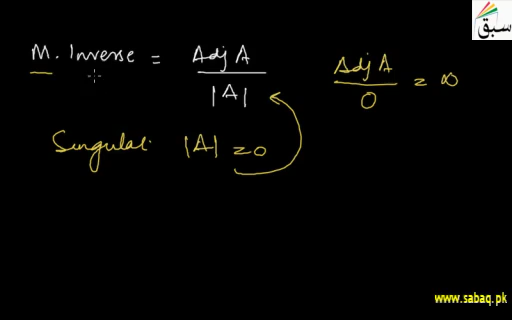 سبق
M. Inverse = Adj A / |A|
Adj A / 0 = ∞
Singular: |A| = 0
www.sabaq.pk